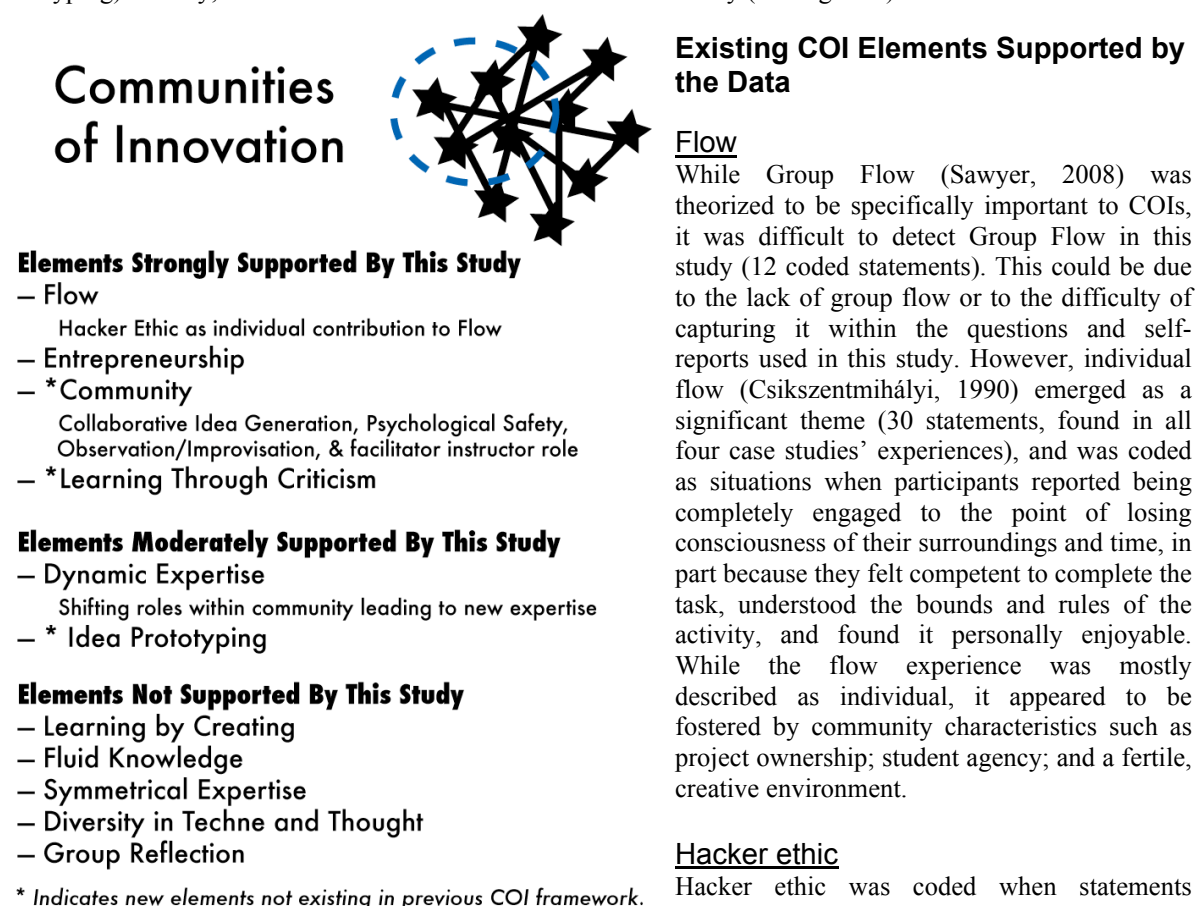 Communities
of Innovation
Elements Strongly Supported By This Study
– Flow
Hacker Ethic as individual contribution to Flow
– Entrepreneurship
– *Community
Collaborative Idea Generation, Psychological Safety,
Observation/Improvisation, & facilitator instructor role
– *Learning Through Criticism
Elements Moderately Supported By This Study
– Dynamic Expertise
Shifting roles within community leading to new expertise
– * Idea Prototyping
Elements Not Supported By This Study
– Learning by Creating
– Fluid Knowledge
– Symmetrical Expertise
– Diversity in Techne and Thought
– Group Reflection
* Indicates new elements not existing in previous COI framework.
Existing COI Elements Supported by
the Data
Flow
While Group Flow (Sawyer, 2008) was
theorized to be specifically important to COIs,
it was difficult to detect Group Flow in this
study (12 coded statements). This could be due
to the lack of group flow or to the difficulty of
capturing it within the questions and self-
reports used in this study. However, individual
flow (Csikszentmihályi, 1990) emerged as a
significant theme (30 statements, found in all
four case studies’ experiences), and was coded
as situations when participants reported being
completely engaged to the point of losing
consciousness of their surroundings and time, in
part because they felt competent to complete the
task, understood the bounds and rules of the
activity, and found it personally enjoyable.
While the flow experience was mostly
described as individual, it appeared to be
fostered by community characteristics such as
project ownership; student agency; and a fertile,
creative environment.
Hacker ethic
Hacker ethic was coded when statements